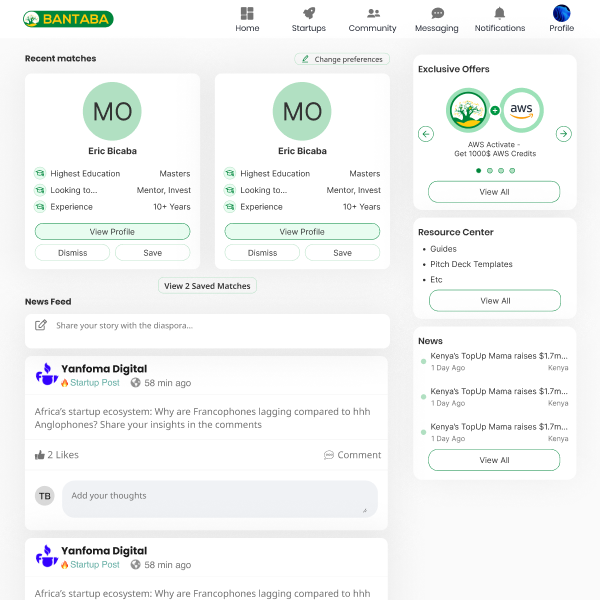 BANTABA
Home
Startups
Community
Messaging
Notifications
Profile
Recent matches
Change preferences
MO
Eric Bicaba
Highest Education Masters
Looking to... Mentor, Invest
Experience 10+ Years
View Profile
Dismiss Save
MO
Eric Bicaba
Highest Education Masters
Looking to... Mentor, Invest
Experience 10+ Years
View Profile
Dismiss Save
View 2 Saved Matches
News Feed
Share your story with the diaspora...
Yanfoma Digital
Startup Post 58 min ago
Africa's startup ecosystem: Why are Francophones lagging compared to hhh
Anglophones? Share your insights in the comments
2 Likes Comment
TB Add your thoughts
Yanfoma Digital
Startup Post 58 min ago
Africa's startup ecosystem: Why are Francophones lagging compared to hhh
Exclusive Offers
aws
AWS Activate -
Get 1000$ AWS Credits
View All
Resource Center
• Guides
• Pitch Deck Templates
• Etc
View All
News
Kenya's TopUp Mama raises $1.7m...
1 Day Ago Kenya
Kenya's TopUp Mama raises $1.7m...
1 Day Ago Kenya
Kenya's TopUp Mama raises $1.7m...
1 Day Ago Kenya
View All